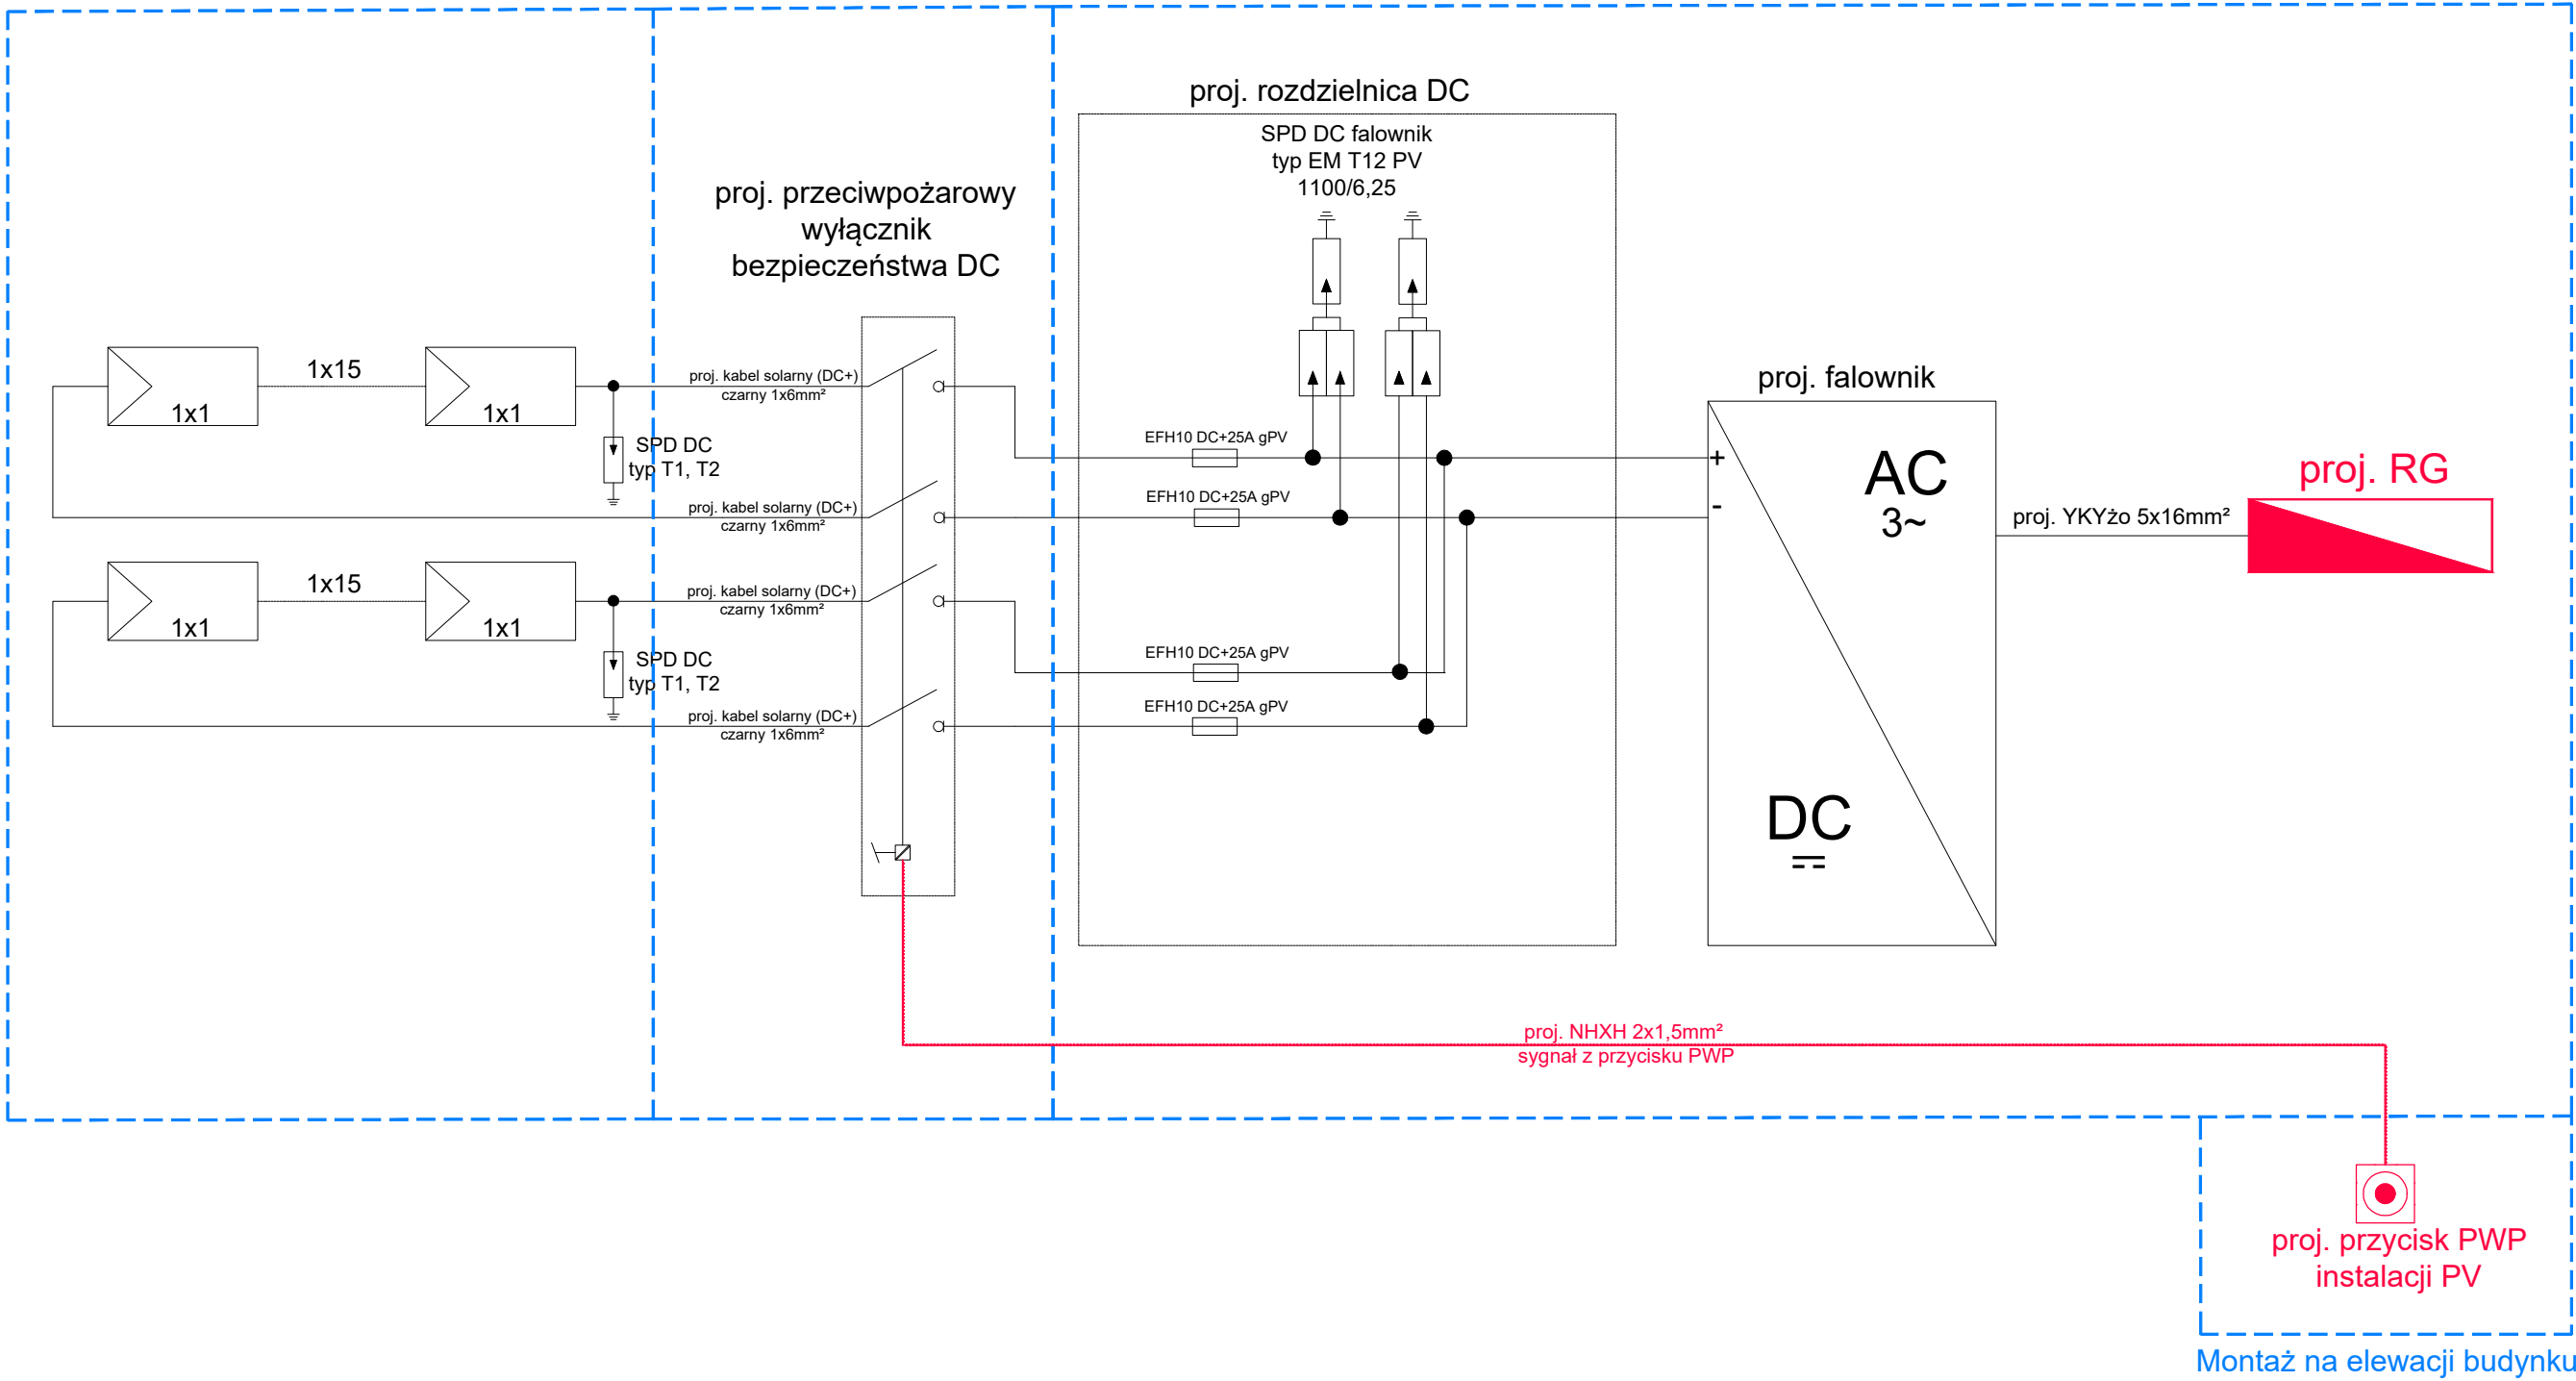 proj. rozdzielnica DC
SPD DC falownik
typ EM T12 PV
1100/6,25
proj. przeciwpożarowy
wyłącznik
bezpieczeństwa DC
1x15
1x1
1x1
proj. kabel solarny (DC+)
czarny 1x6mm²
SPD DC
typ T1, T2
proj. kabel solarny (DC+)
czarny 1x6mm²
1x15
1x1
1x1
proj. kabel solarny (DC+)
czarny 1x6mm²
SPD DC
typ T1, T2
proj. kabel solarny (DC+)
czarny 1x6mm²
EFH10 DC+25A gPV
EFH10 DC+25A gPV
EFH10 DC+25A gPV
EFH10 DC+25A gPV
proj. falownik
+
-
AC
3~
DC
proj. YKYżo 5x16mm²
proj. RG
proj. NHXH 2x1,5mm²
sygnał z przycisku PWP
proj. przycisk PWP
instalacji PV
Montaż na elewacji budynku